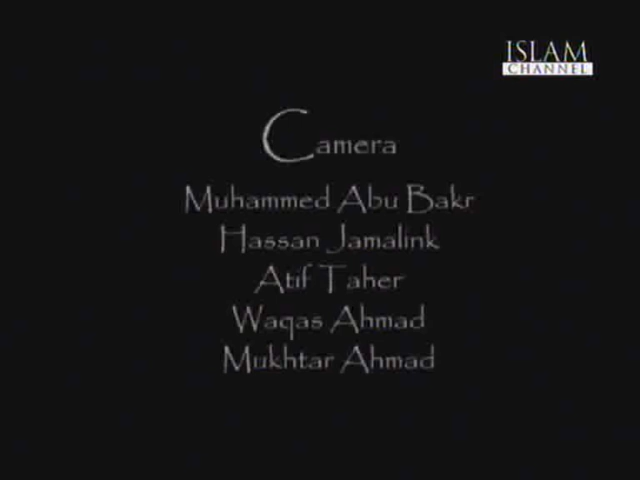 ISLAM
CHANNEL
Camera
Muhammed Abu Bakr
Hassan Jamalink
Atif Taher
Waqas Ahmad
Mukhtar Ahmad